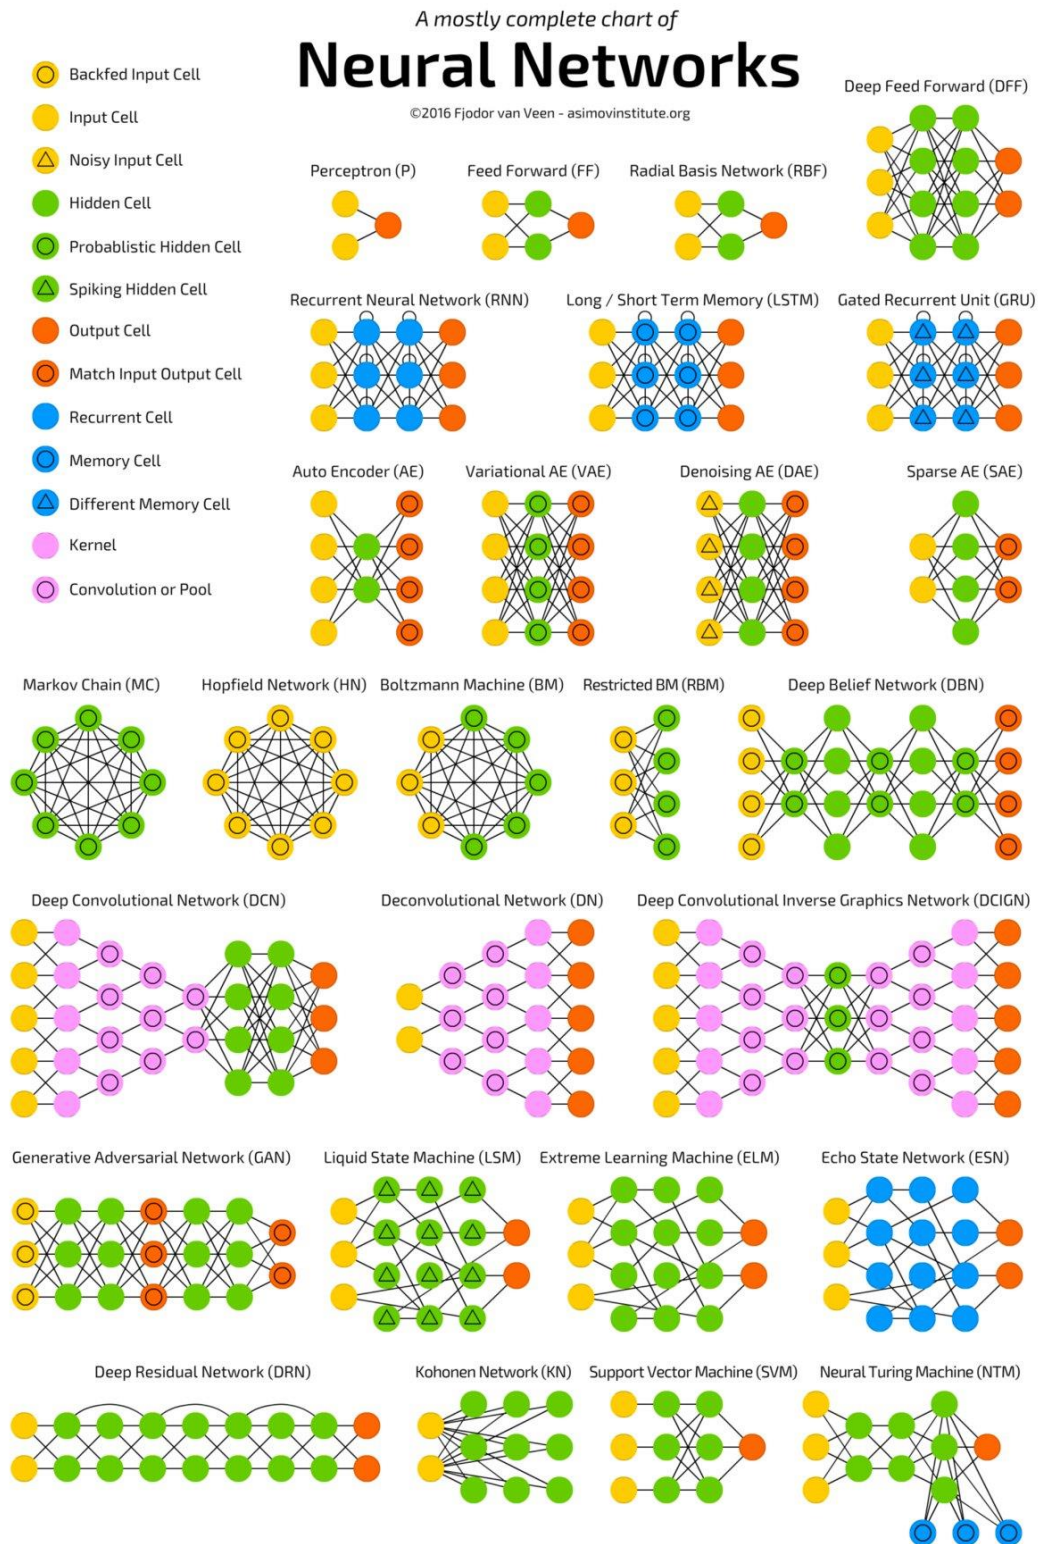 A mostly complete chart of
Neural Networks
©2016 Fjodor van Veen - asimovinstitute.org
Backfed Input Cell
Input Cell
Noisy Input Cell
Hidden Cell
Probablistic Hidden Cell
Spiking Hidden Cell
Output Cell
Match Input Output Cell
Recurrent Cell
Memory Cell
Different Memory Cell
Kernel
Convolution or Pool
Deep Feed Forward (DFF)
Perceptron (P)
Feed Forward (FF)
Radial Basis Network (RBF)
Recurrent Neural Network (RNN)
Long / Short Term Memory (LSTM)
Gated Recurrent Unit (GRU)
Auto Encoder (AE)
Variational AE (VAE)
Denoising AE (DAE)
Sparse AE (SAE)
Markov Chain (MC)
Hopfield Network (HN)
Boltzmann Machine (BM)
Restricted BM (RBM)
Deep Belief Network (DBN)
Deep Convolutional Network (DCN)
Deconvolutional Network (DN)
Deep Convolutional Inverse Graphics Network (DCIGN)
Generative Adversarial Network (GAN)
Liquid State Machine (LSM)
Extreme Learning Machine (ELM)
Echo State Network (ESN)
Deep Residual Network (DRN)
Kohonen Network (KN)
Support Vector Machine (SVM)
Neural Turing Machine (NTM)